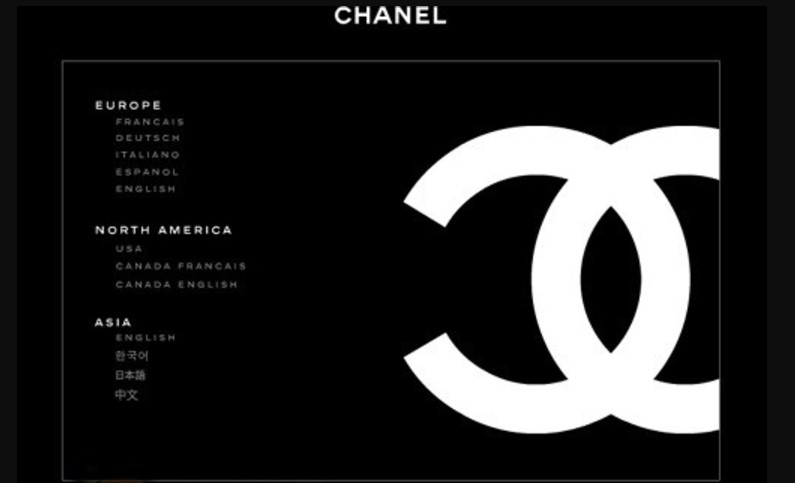 CHANEL
EUROPE
FRANCAIS
DEUTSCH
ITALIANO
ESPANOL
ENGLISH
NORTH AMERICA
USA
CANADA FRANCAIS
CANADA ENGLISH
ASIA
ENGLISH
한국어
日本語
中文